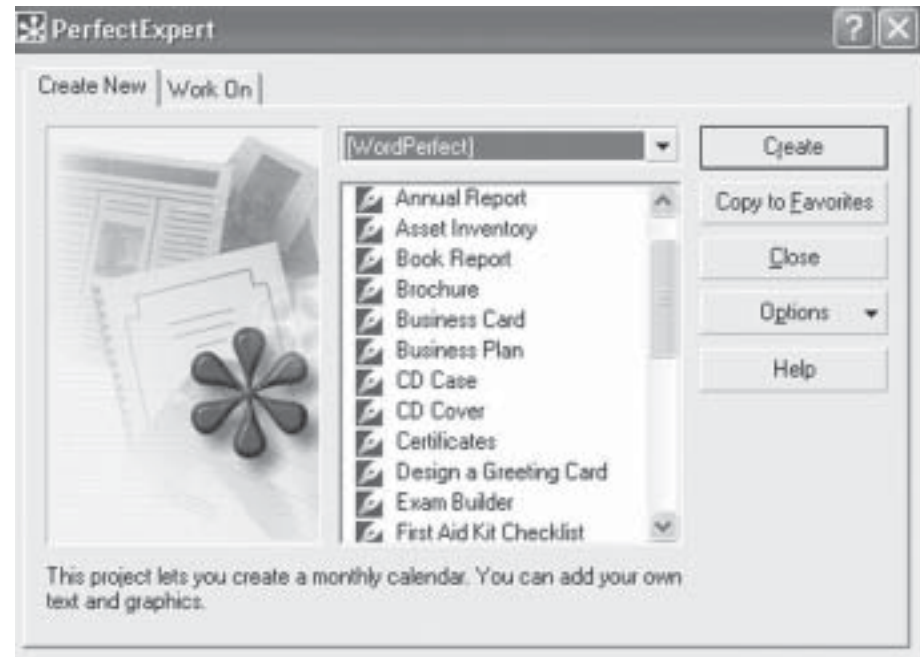 PerfectExpert
Create New
Work On
[WordPerfect]
Annual Report
Asset Inventory
Book Report
Brochure
Business Card
Business Plan
CD Case
CD Cover
Certificates
Design a Greeting Card
Exam Builder
First Aid Kit Checklist
Create
Copy to Favorites
Close
Options
Help
This project lets you create a monthly calendar. You can add your own
text and graphics.